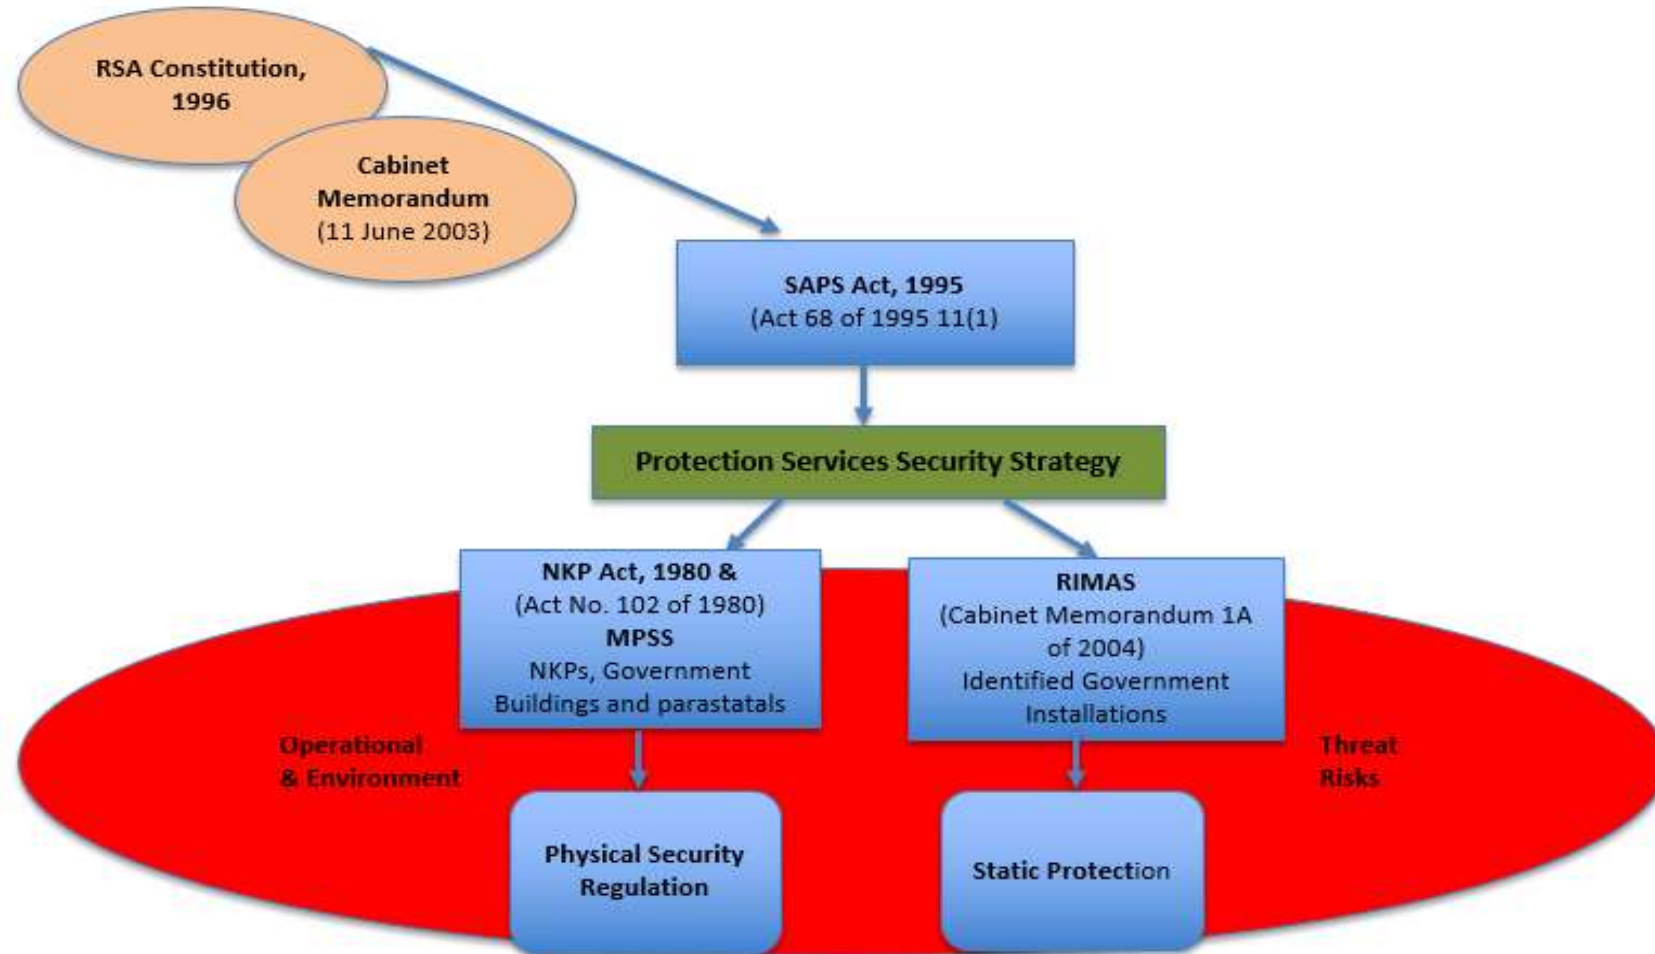 RSA Constitution,
1996
Cabinet
Memorandum
(11 June 2003)
SAPS Act, 1995
(Act 68 of 1995 11(1)
Protection Services Security Strategy
NKP Act, 1980 &
(Act No. 102 of 1980)
MPSS
NKPs, Government
Buildings and parastatals
RIMAS
(Cabinet Memorandum 1A
of 2004)
Identified Government
Installations
Operational
& Environment
Threat
Risks
Physical Security
Regulation
Static Protection